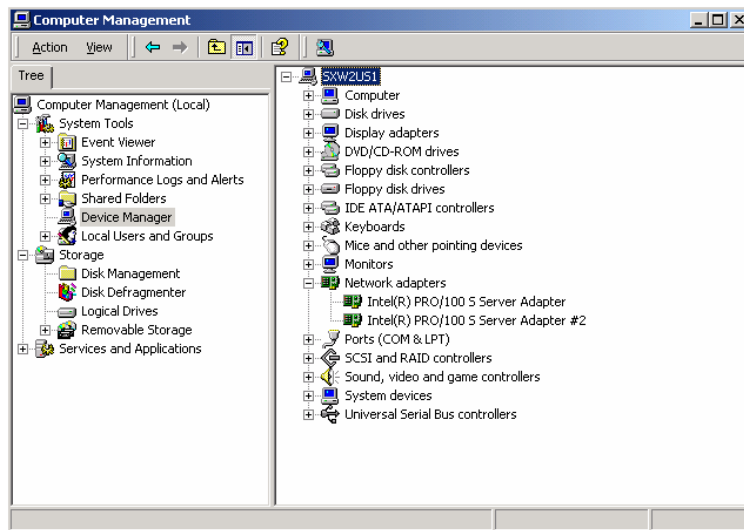 Computer Management
Action View
Tree
Computer Management (Local)
System Tools
Event Viewer
System Information
Performance Logs and Alerts
Shared Folders
Device Manager
Local Users and Groups
Storage
Disk Management
Disk Defragmenter
Logical Drives
Removable Storage
Services and Applications
SXW2US1
Computer
Disk drives
Display adapters
DVD/CD-ROM drives
Floppy disk controllers
Floppy disk drives
IDE ATA/ATAPI controllers
Keyboards
Mice and other pointing devices
Monitors
Network adapters
Intel(R) PRO/100 S Server Adapter
Intel(R) PRO/100 S Server Adapter #2
Ports (COM & LPT)
SCSI and RAID controllers
Sound, video and game controllers
System devices
Universal Serial Bus controllers